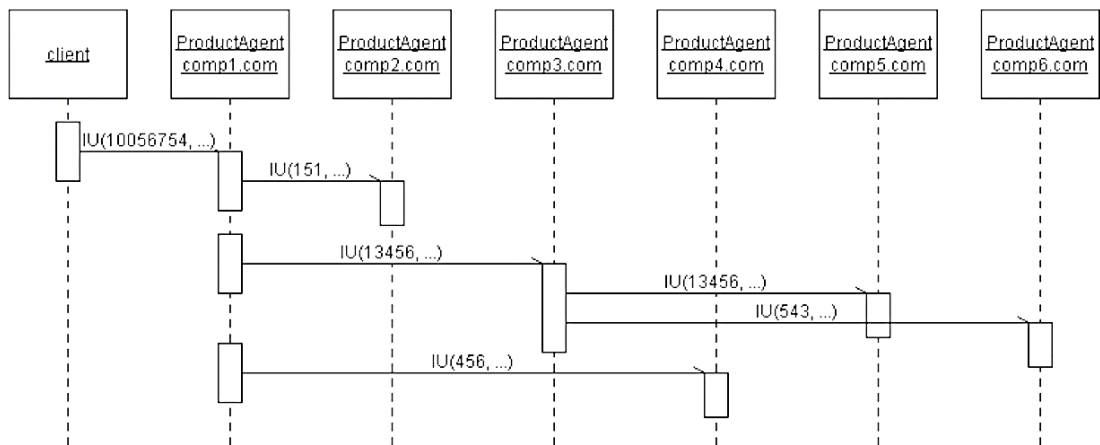 client
ProductAgent
comp1.com
ProductAgent
comp2.com
ProductAgent
comp3.com
ProductAgent
comp4.com
ProductAgent
comp5.com
ProductAgent
comp6.com
IU(10056754, ...)
IU(151, ...)
IU(13456, ...)
IU(13456, ...)
IU(543, ...)
IU(456, ...)